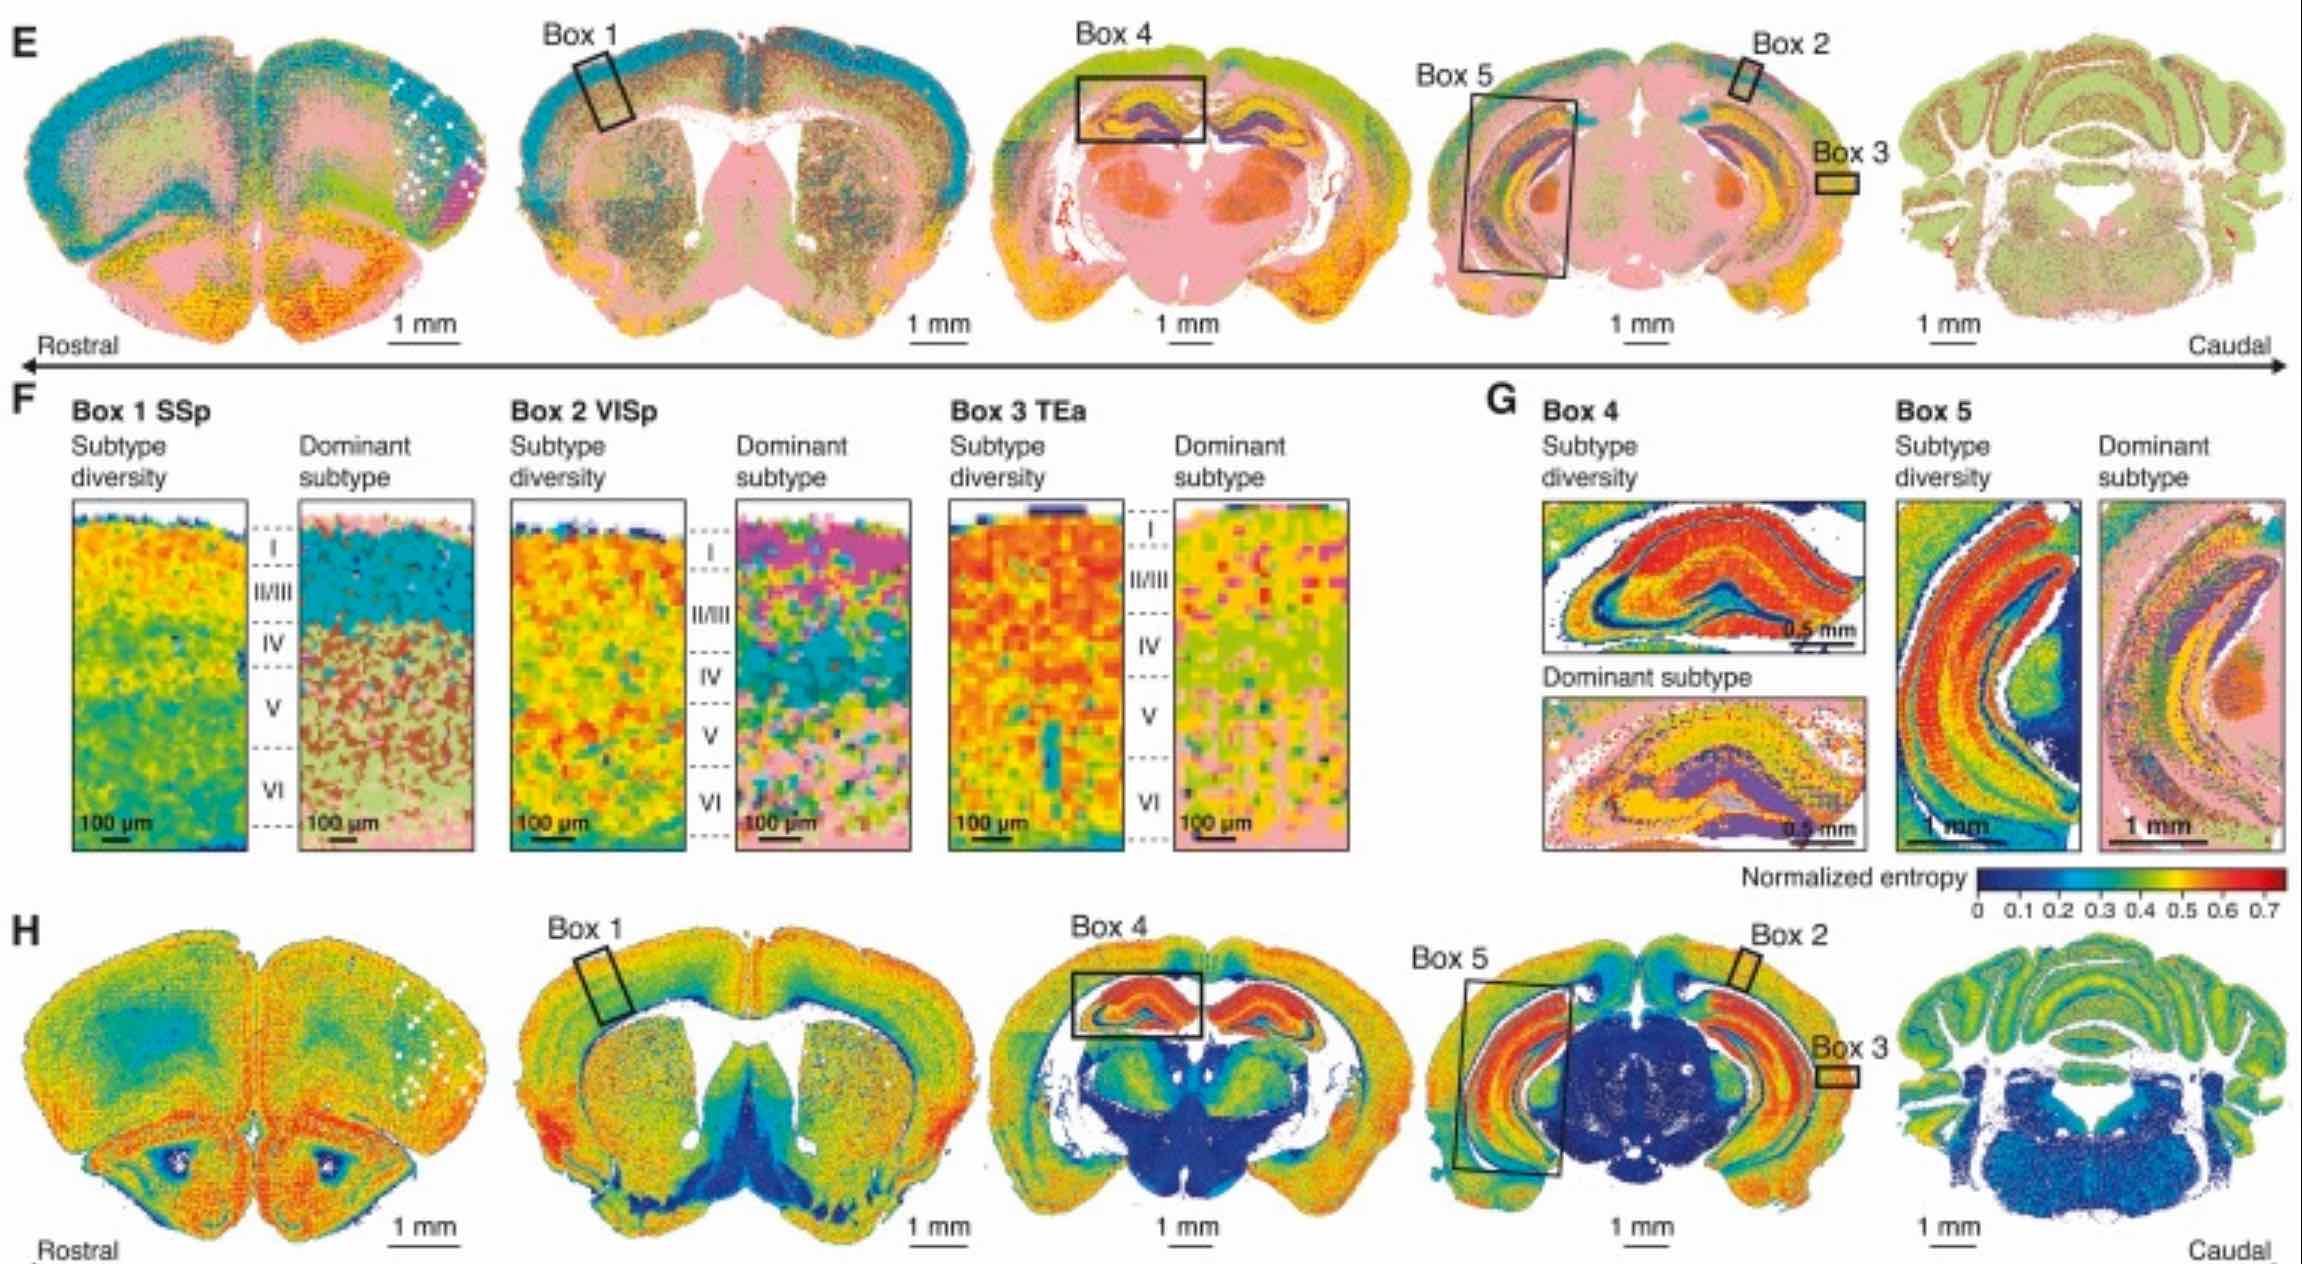 E
Box 1
Box 4
Box 5
Box 2
Box 3
1 mm
1 mm
1 mm
1 mm
1 mm
Rostral
Caudal
F
Box 1 SSp
Subtype diversity
Dominant subtype
I
II/III
IV
V
VI
100 µm
100 µm
Box 2 VISp
Subtype diversity
Dominant subtype
I
II/III
IV
V
VI
100 µm
100 µm
Box 3 TEa
Subtype diversity
Dominant subtype
I
II/III
IV
V
VI
100 µm
100 µm
G
Box 4
Subtype diversity
0.5 mm
Dominant subtype
0.5 mm
Box 5
Subtype diversity
Dominant subtype
1 mm
1 mm
Normalized entropy
0 0.1 0.2 0.3 0.4 0.5 0.6 0.7
H
Box 1
Box 4
Box 5
Box 2
Box 3
1 mm
1 mm
1 mm
1 mm
1 mm
Rostral
Caudal